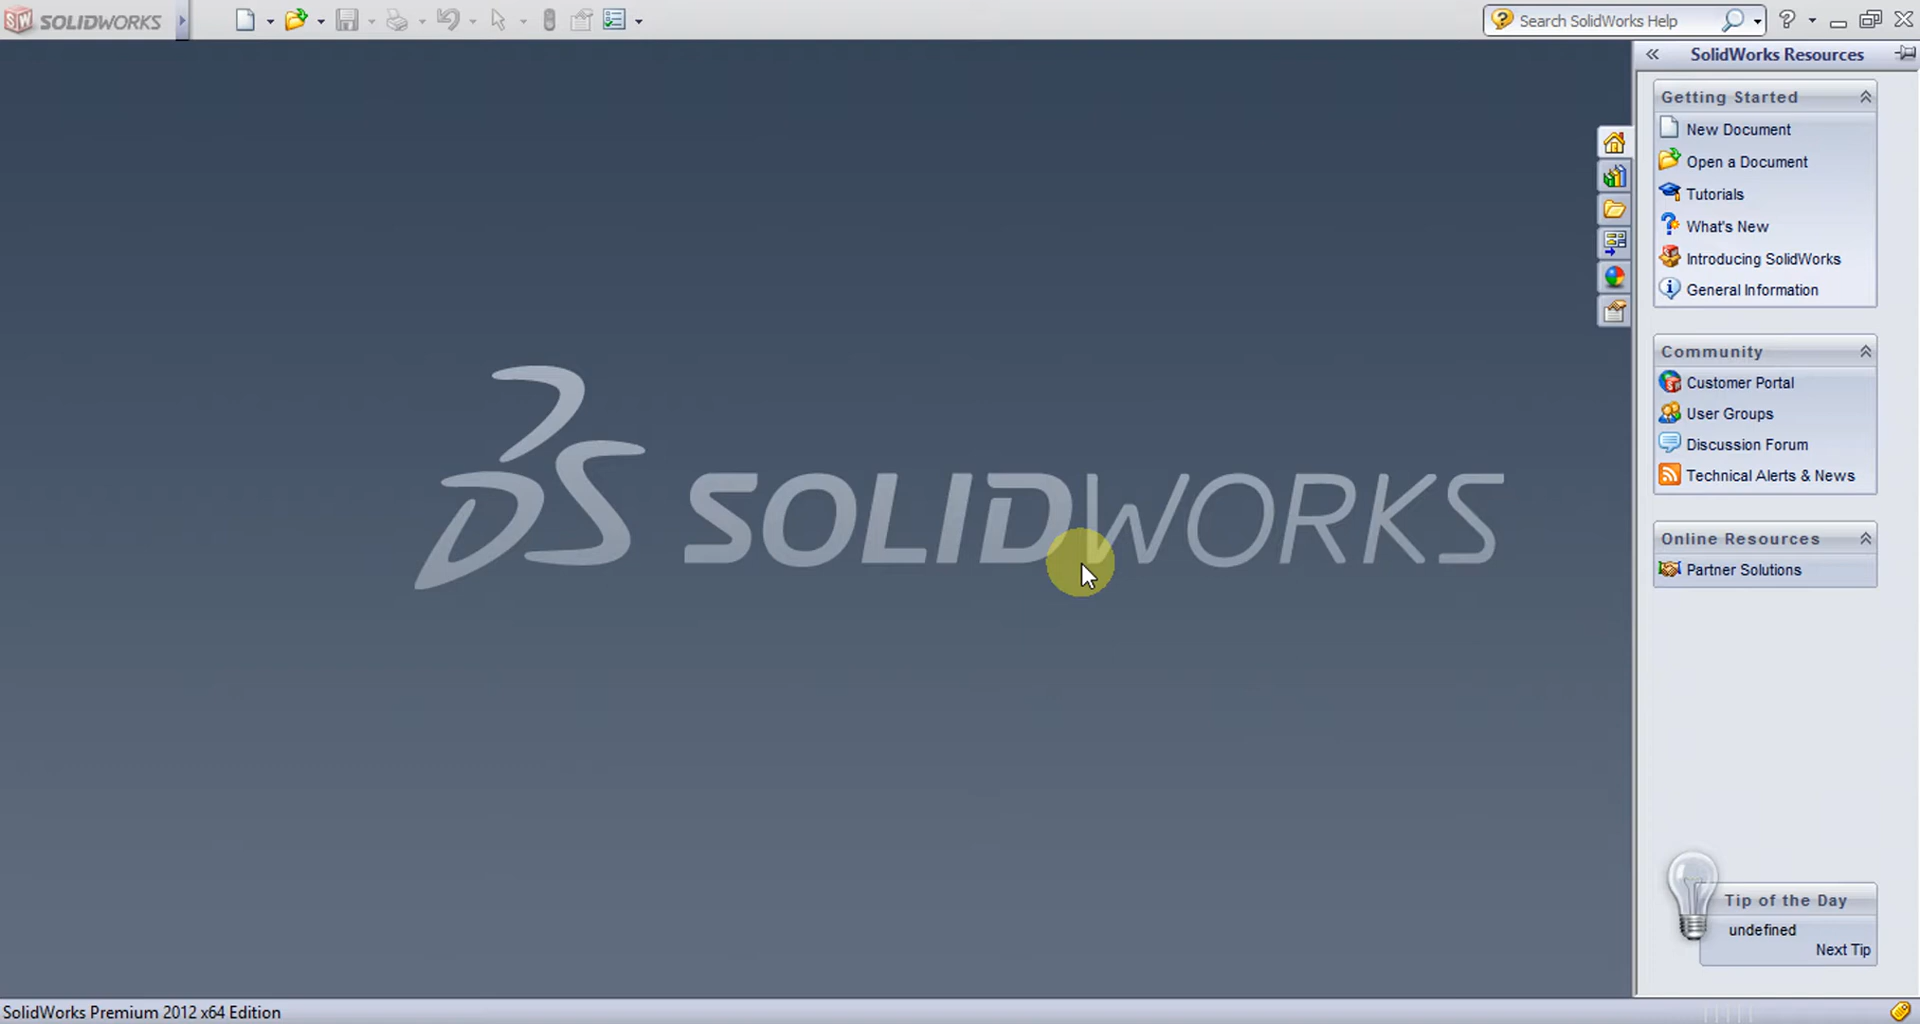 SOLIDWORKS
Search SolidWorks Help
SolidWorks Resources
Getting Started
New Document
Open a Document
Tutorials
What's New
Introducing SolidWorks
General Information
Community
Customer Portal
User Groups
Discussion Forum
Technical Alerts & News
SOLIDWORKS
Online Resources
Partner Solutions
Tip of the Day
undefined
Next Tip
SolidWorks Premium 2012 x64 Edition